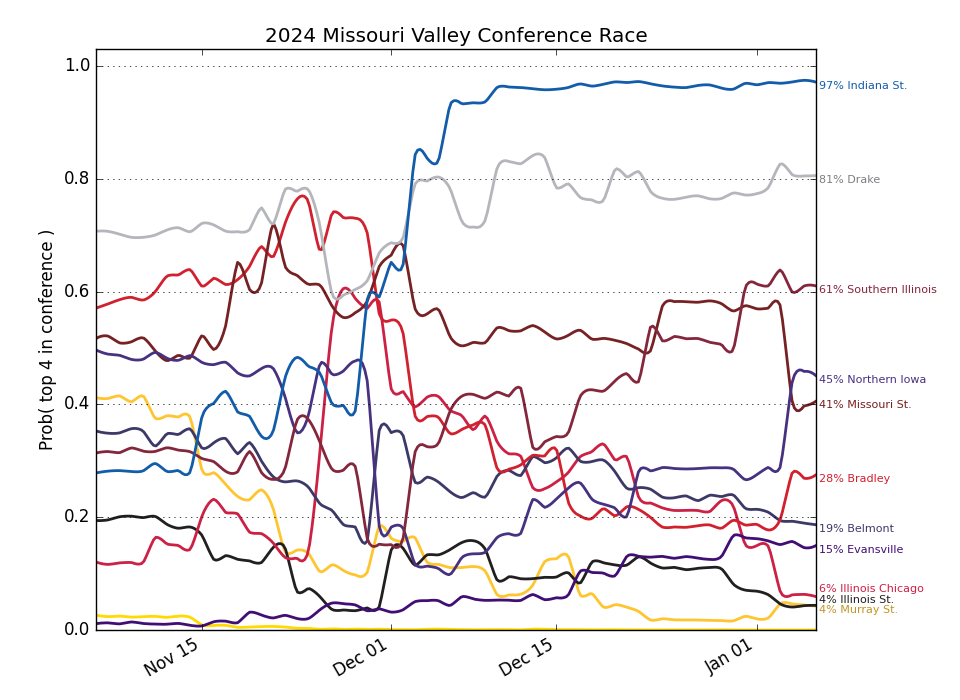 2024 Missouri Valley Conference Race
Prob( top 4 in conference )
1.0
0.8
0.6
0.4
0.2
0.0
Nov 15
Dec 01
Dec 15
Jan 01
97% Indiana St.
81% Drake
61% Southern Illinois
45% Northern Iowa
41% Missouri St.
28% Bradley
19% Belmont
15% Evansville
6% Illinois Chicago
4% Illinois St.
4% Murray St.